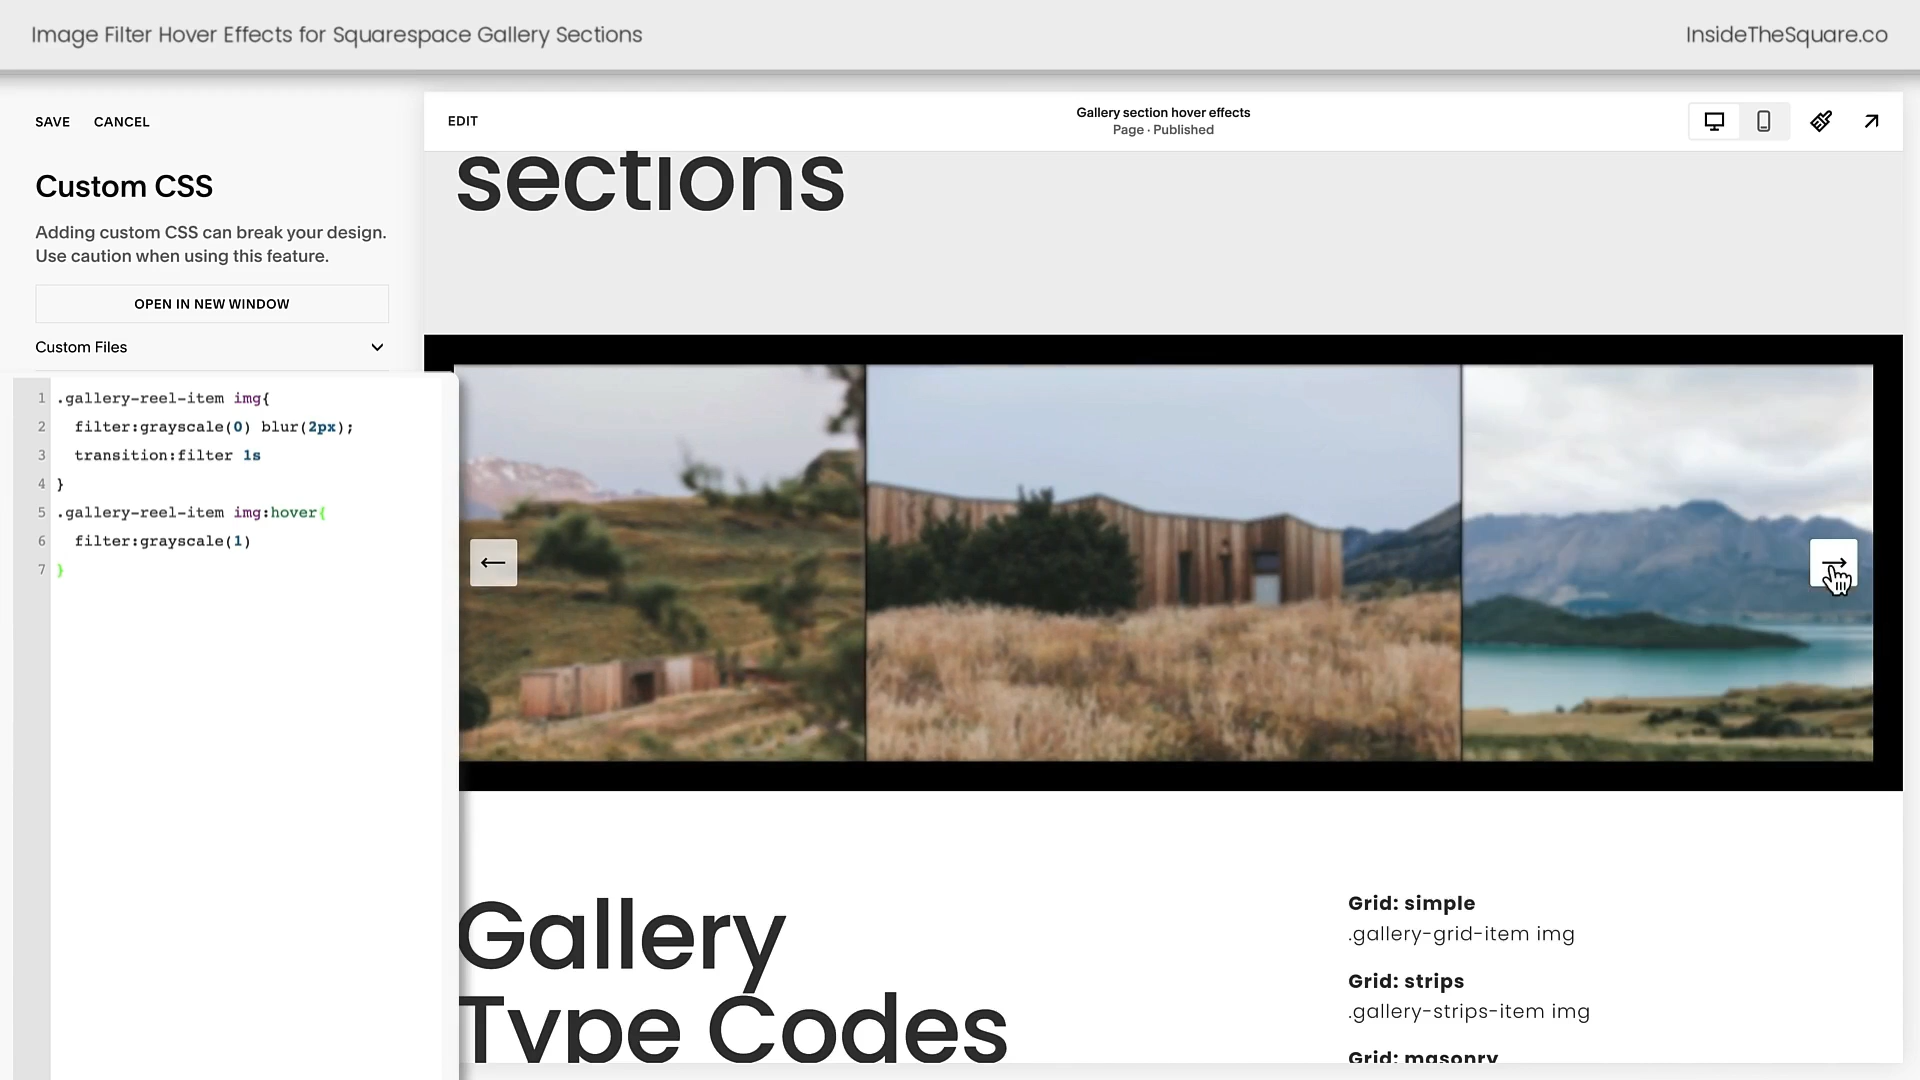 Image Filter Hover Effects for Squarespace Gallery Sections
InsideTheSquare.co
SAVE CANCEL
EDIT
Gallery section hover effects
Page · Published
Custom CSS
Adding custom CSS can break your design.
Use caution when using this feature.
OPEN IN NEW WINDOW
Custom Files
1 .gallery-reel-item img{
2 filter:grayscale(0) blur(2px);
3 transition:filter 1s
4 }
5 .gallery-reel-item img:hover{
6 filter:grayscale(1)
7 }
sections
Gallery
Type Codes
Grid: simple
.gallery-grid-item img
Grid: strips
.gallery-strips-item img
Grid: masonry